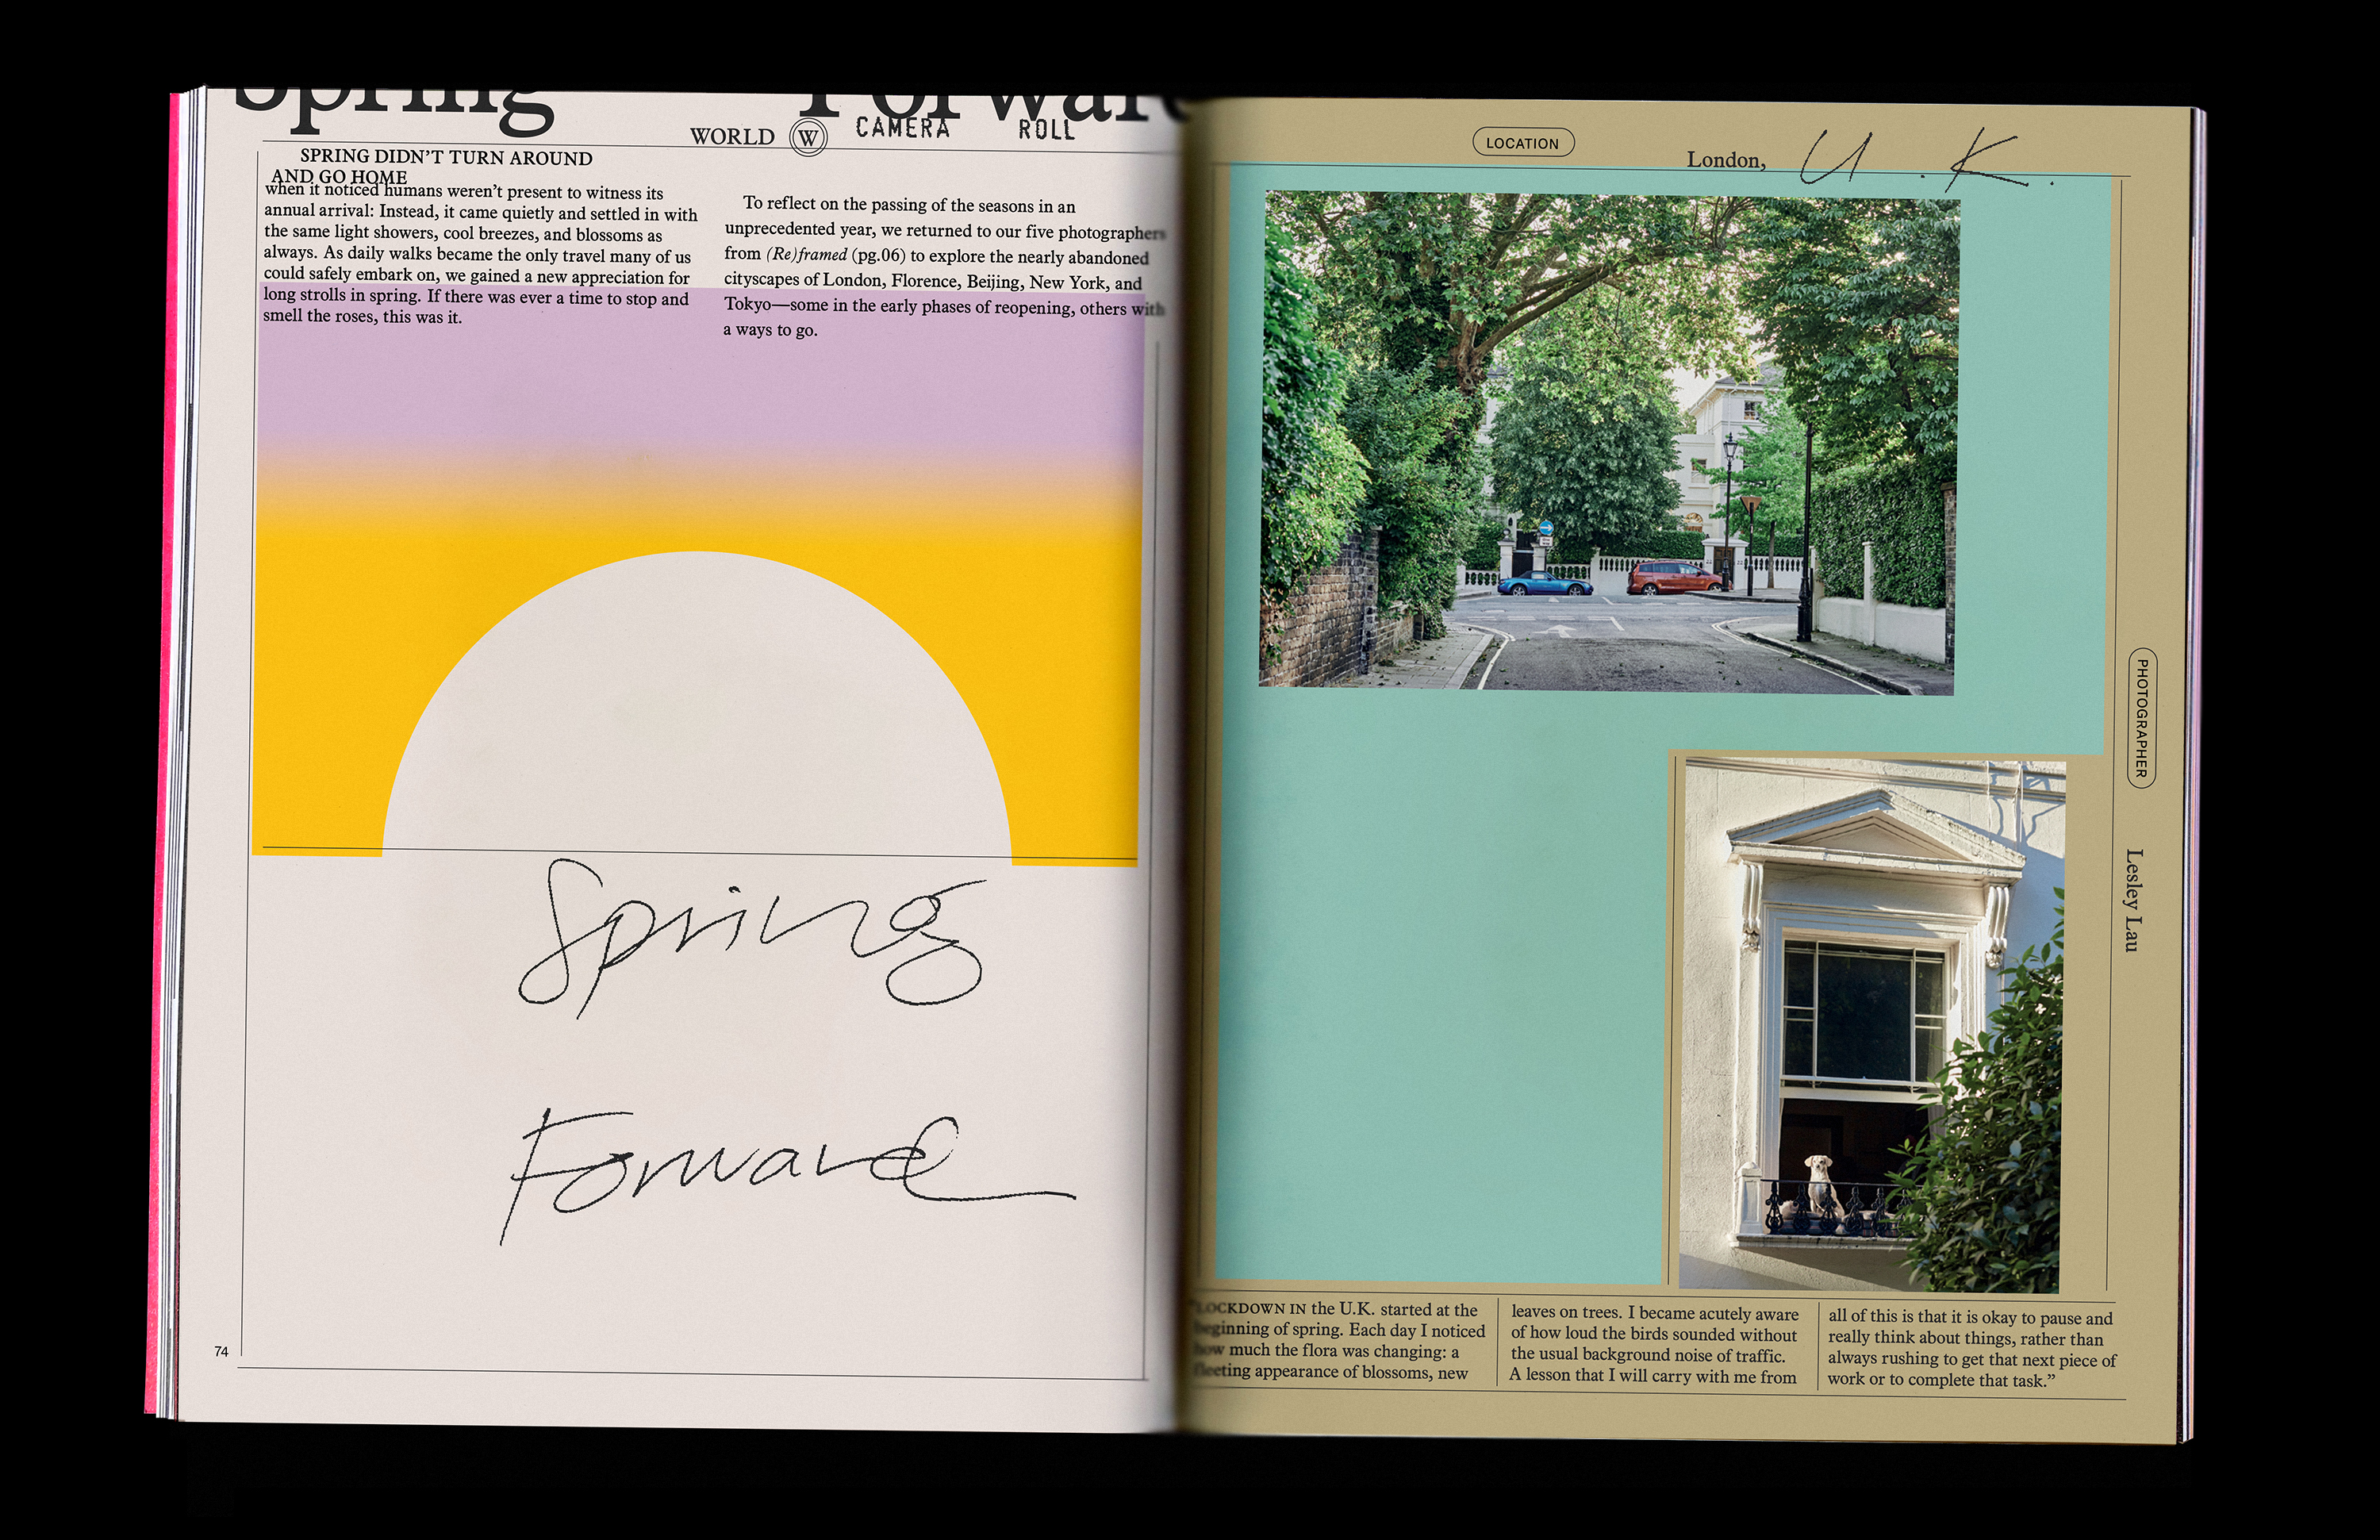 Spring Forward
WORLD W CAMERA ROLL
SPRING DIDN’T TURN AROUND
AND GO HOME
when it noticed humans weren’t present to witness its
annual arrival: Instead, it came quietly and settled in with
the same light showers, cool breezes, and blossoms as
always. As daily walks became the only travel many of us
could safely embark on, we gained a new appreciation for
long strolls in spring. If there was ever a time to stop and
smell the roses, this was it.
To reflect on the passing of the seasons in an
unprecedented year, we returned to our five photographers
from (Re)framed (pg.06) to explore the nearly abandoned
cityscapes of London, Florence, Beijing, New York, and
Tokyo—some in the early phases of reopening, others with
a ways to go.
Spring
Forward
74
LOCATION
London, U.K.
PHOTOGRAPHER
Lesley Lau
“LOCKDOWN IN the U.K. started at the
beginning of spring. Each day I noticed
how much the flora was changing: a
fleeting appearance of blossoms, new
leaves on trees. I became acutely aware
of how loud the birds sounded without
the usual background noise of traffic.
A lesson that I will carry with me from
all of this is that it is okay to pause and
really think about things, rather than
always rushing to get that next piece of
work or to complete that task.”